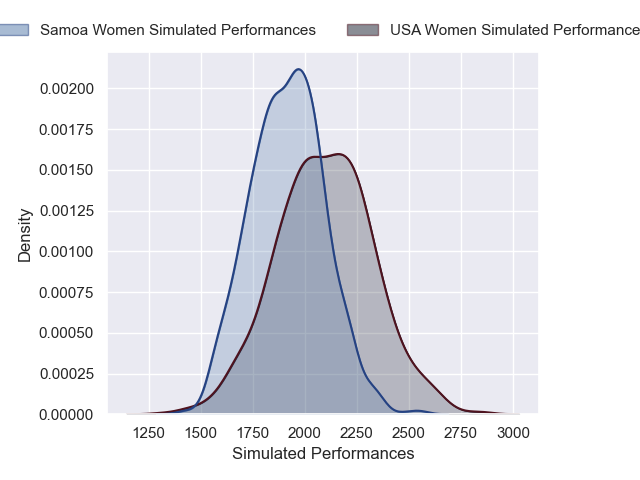 Samoa Women Simulated Performances
USA Women Simulated Performance
0.00200
0.00175
0.00150
0.00125
0.00100
0.00075
0.00050
0.00025
0.00000
Density
1250 1500 1750 2000 2250 2500 2750 3000
Simulated Performances